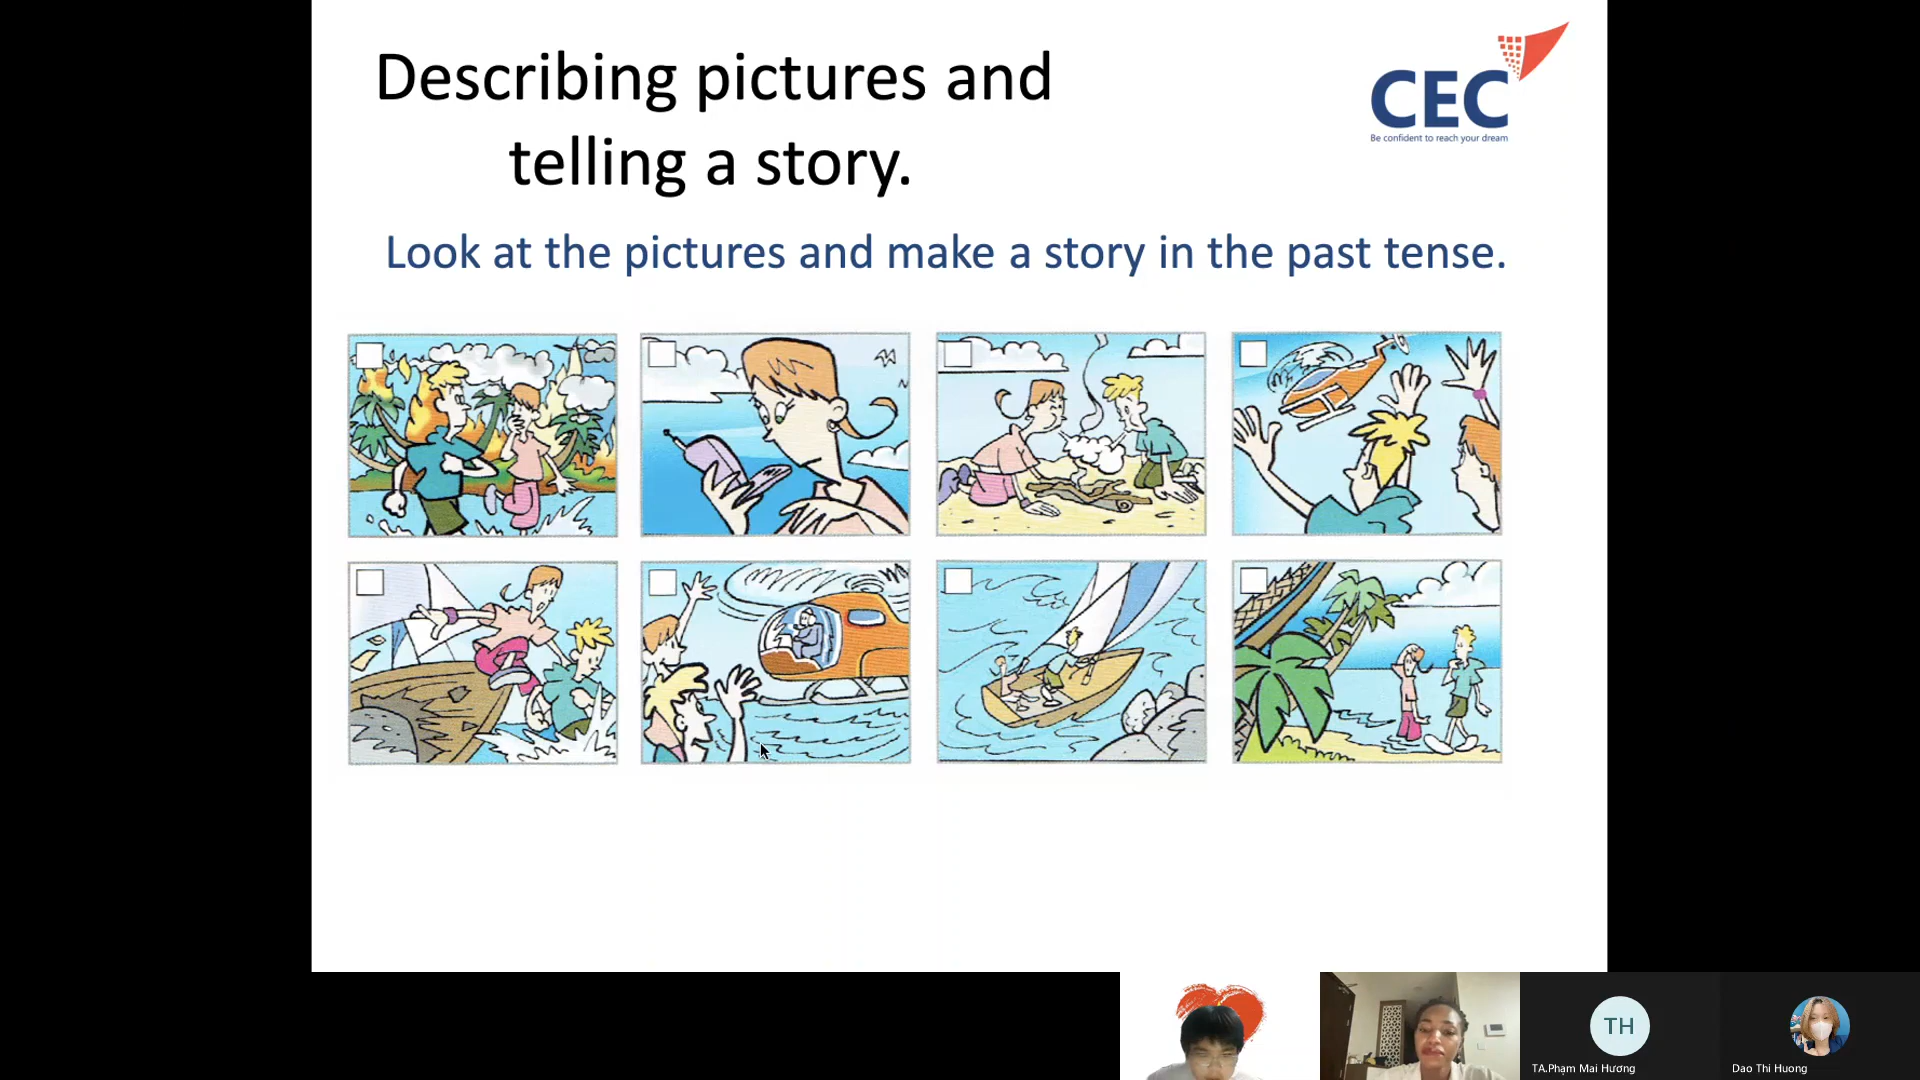 Describing pictures and
telling a story.
CEC
Be confident to reach your dream
Look at the pictures and make a story in the past tense.
TH
TA.Phạm Mai Hương
Dao Thi Huong